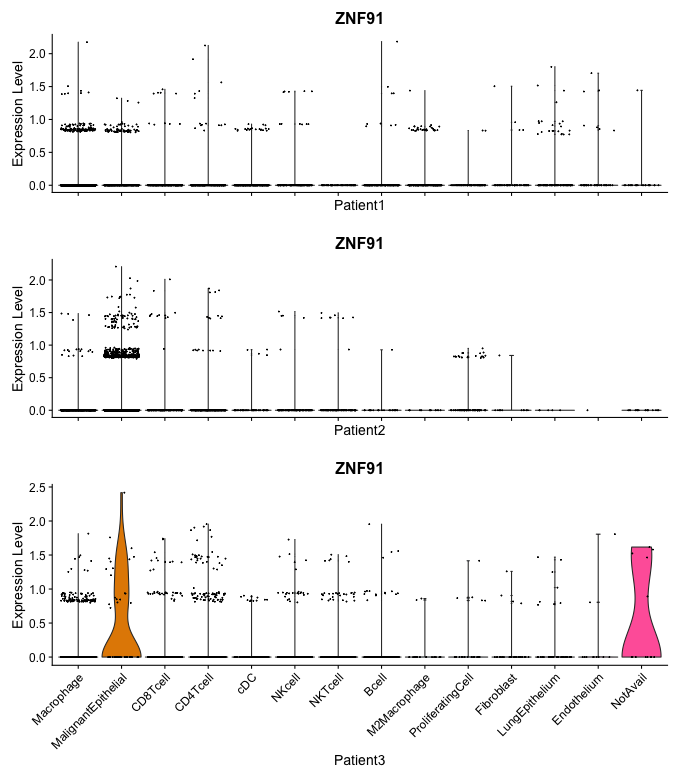 ZNF91
Expression Level
2.0
1.5
1.0
0.5
0.0
Patient1
ZNF91
Expression Level
2.0
1.5
1.0
0.5
0.0
Patient2
ZNF91
Expression Level
2.5
2.0
1.5
1.0
0.5
0.0
Macrophage
MalignantEpithelial
CD8Tcell
CD4Tcell
cDC
NKcell
NKTcell
Bcell
M2Macrophage
ProliferatingCell
Fibroblast
LungEpithelium
Endothelium
NotAvail
Patient3